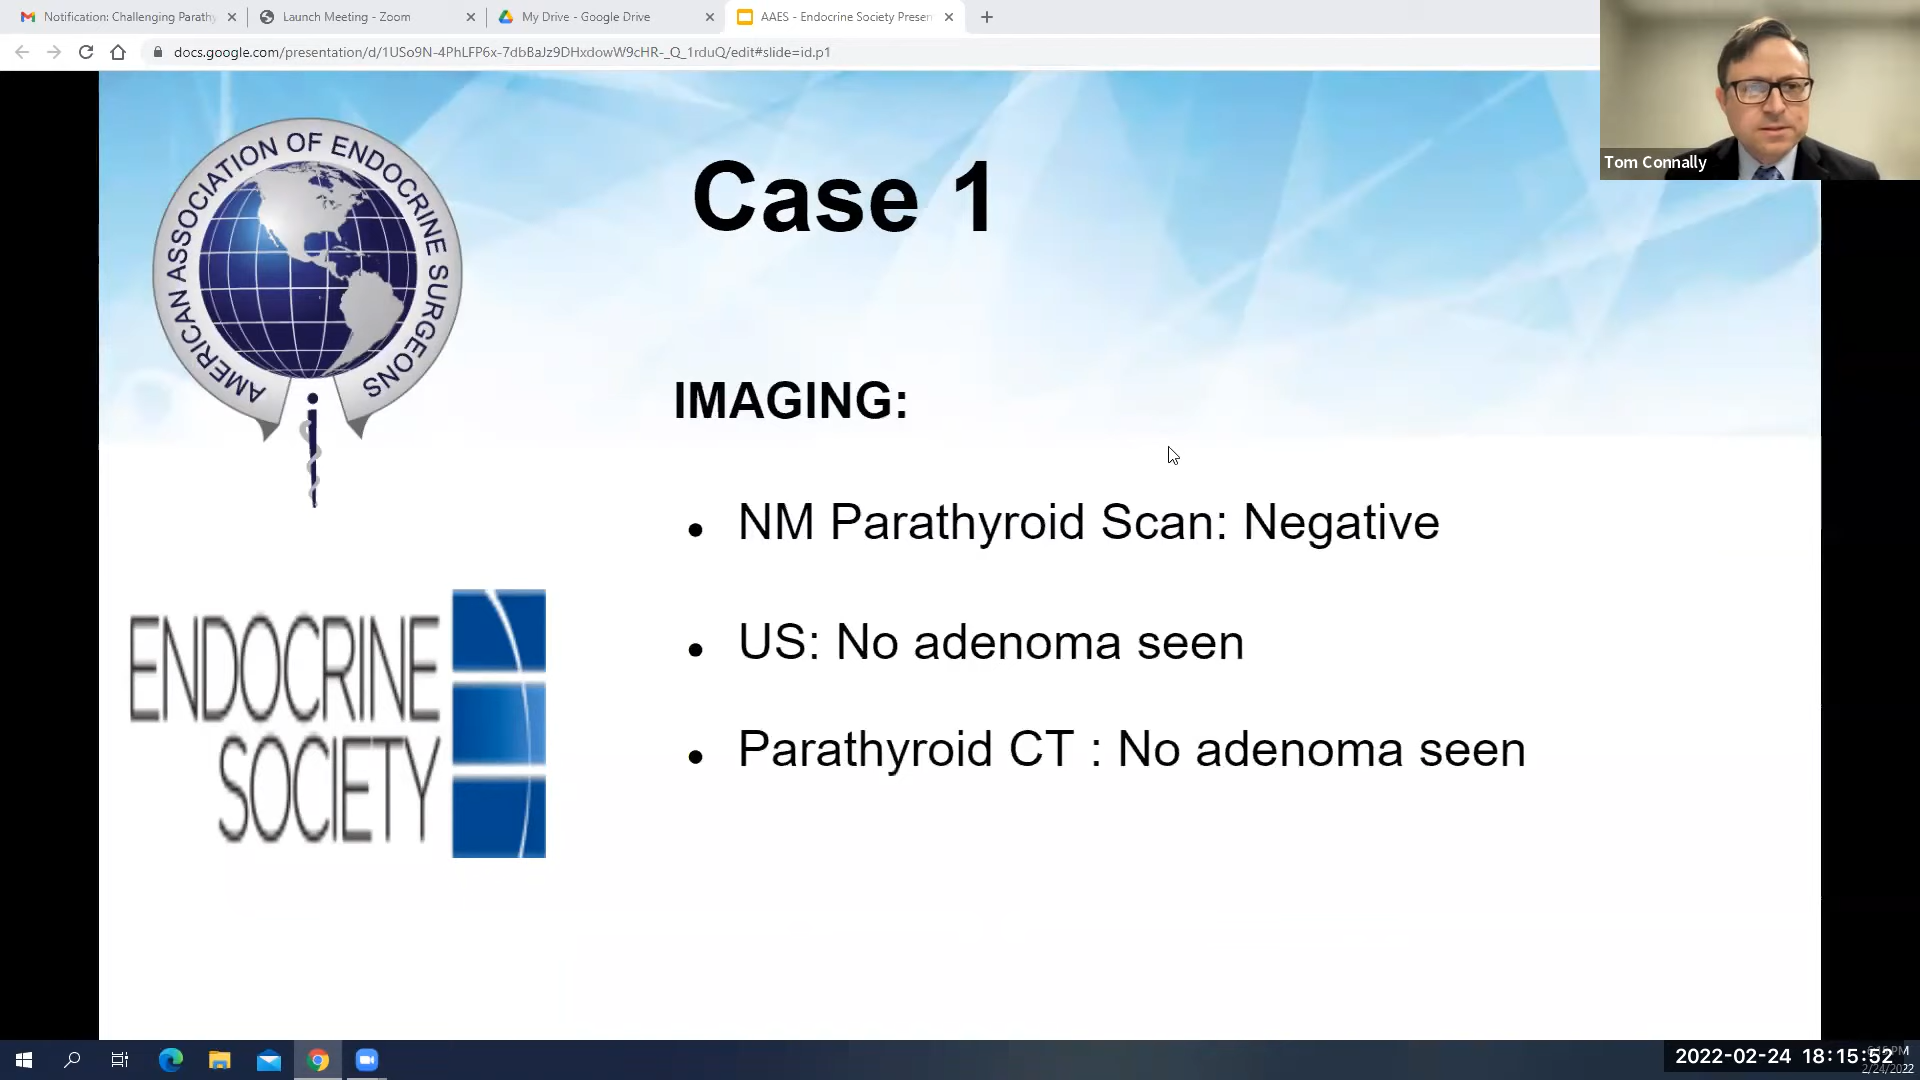 Notification: Challenging Parathy
Launch Meeting - Zoom
My Drive - Google Drive
AAES - Endocrine Society Presen
docs.google.com/presentation/d/1USo9N-4PhLFP6x-7dbBaJz9DHxdowW9cHR-_Q_1rduQ/edit#slide=id.p1
Tom Connally
AMERICAN ASSOCIATION OF ENDOCRINE SURGEONS
Case 1
IMAGING:
• NM Parathyroid Scan: Negative
• US: No adenoma seen
• Parathyroid CT : No adenoma seen
ENDOCRINE
SOCIETY
2022-02-24 18:15:52
2/24/2022